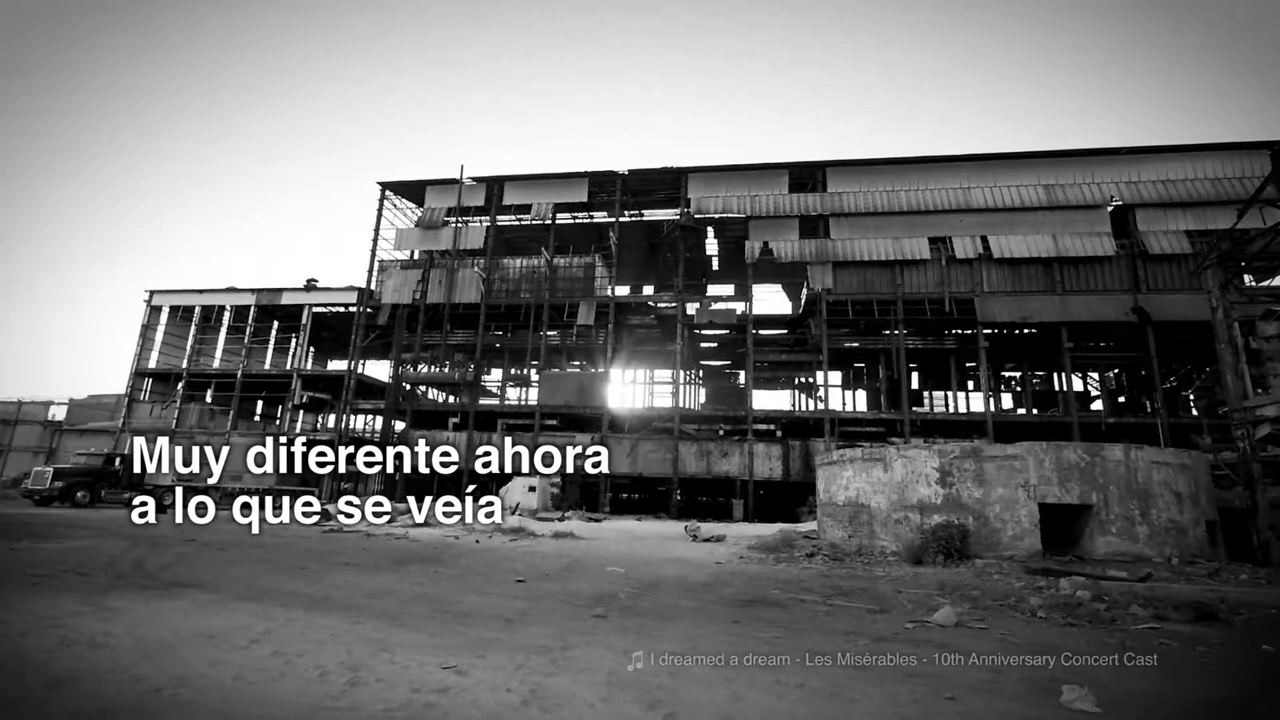 Muy diferente ahora
a lo que se veía
🎵 I dreamed a dream - Les Misérables - 10th Anniversary Concert Cast